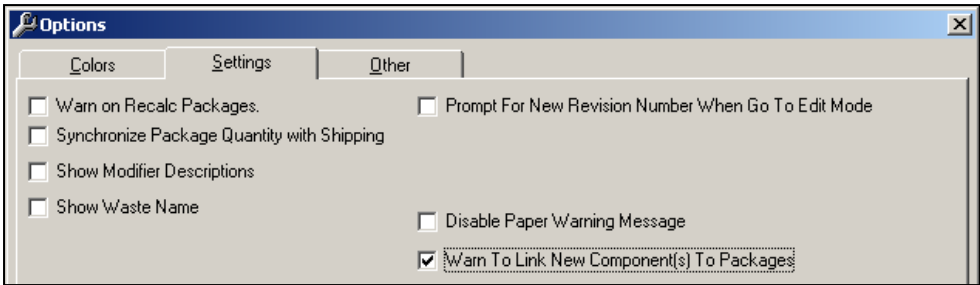 Options
Colors
Settings
Other
Warn on Recalc Packages.
Prompt For New Revision Number When Go To Edit Mode
Synchronize Package Quantity with Shipping
Show Modifier Descriptions
Show Waste Name
Disable Paper Warning Message
Warn To Link New Component(s) To Packages